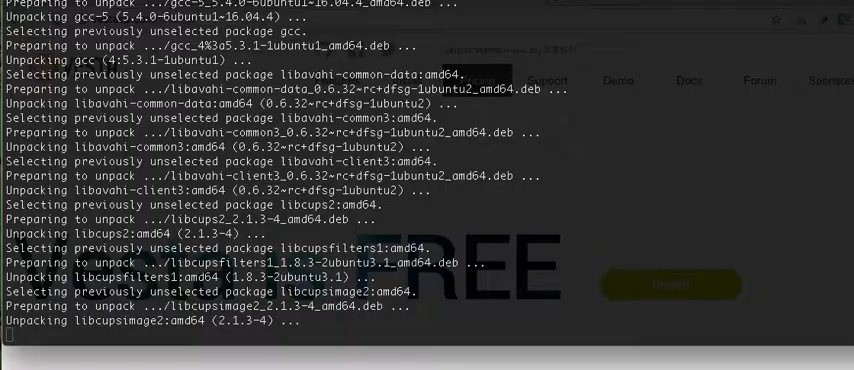 Preparing to unpack .../gcc-5_5.4.0-6ubuntu1~16.04.4_amd64.deb ...
Unpacking gcc-5 (5.4.0-6ubuntu1~16.04.4) ...
Selecting previously unselected package gcc.
Preparing to unpack .../gcc_4%3a5.3.1-1ubuntu1_amd64.deb ...
Unpacking gcc (4:5.3.1-1ubuntu1) ...
Selecting previously unselected package libavahi-common-data:amd64.
Preparing to unpack .../libavahi-common-data_0.6.32~rc+dfsg-1ubuntu2_amd64.deb ...
Unpacking libavahi-common-data:amd64 (0.6.32~rc+dfsg-1ubuntu2) ...
Selecting previously unselected package libavahi-common3:amd64.
Preparing to unpack .../libavahi-common3_0.6.32~rc+dfsg-1ubuntu2_amd64.deb ...
Unpacking libavahi-common3:amd64 (0.6.32~rc+dfsg-1ubuntu2) ...
Selecting previously unselected package libavahi-client3:amd64.
Preparing to unpack .../libavahi-client3_0.6.32~rc+dfsg-1ubuntu2_amd64.deb ...
Unpacking libavahi-client3:amd64 (0.6.32~rc+dfsg-1ubuntu2) ...
Selecting previously unselected package libcups2:amd64.
Preparing to unpack .../libcups2_2.1.3-4_amd64.deb ...
Unpacking libcups2:amd64 (2.1.3-4) ...
Selecting previously unselected package libcupsfilters1:amd64.
Preparing to unpack .../libcupsfilters1_1.8.3-2ubuntu3.1_amd64.deb ...
Unpacking libcupsfilters1:amd64 (1.8.3-2ubuntu3.1) ...
Selecting previously unselected package libcupsimage2:amd64.
Preparing to unpack .../libcupsimage2_2.1.3-4_amd64.deb ...
Unpacking libcupsimage2:amd64 (2.1.3-4) ...
Support Demo Docs Forum Sponsors
FREE